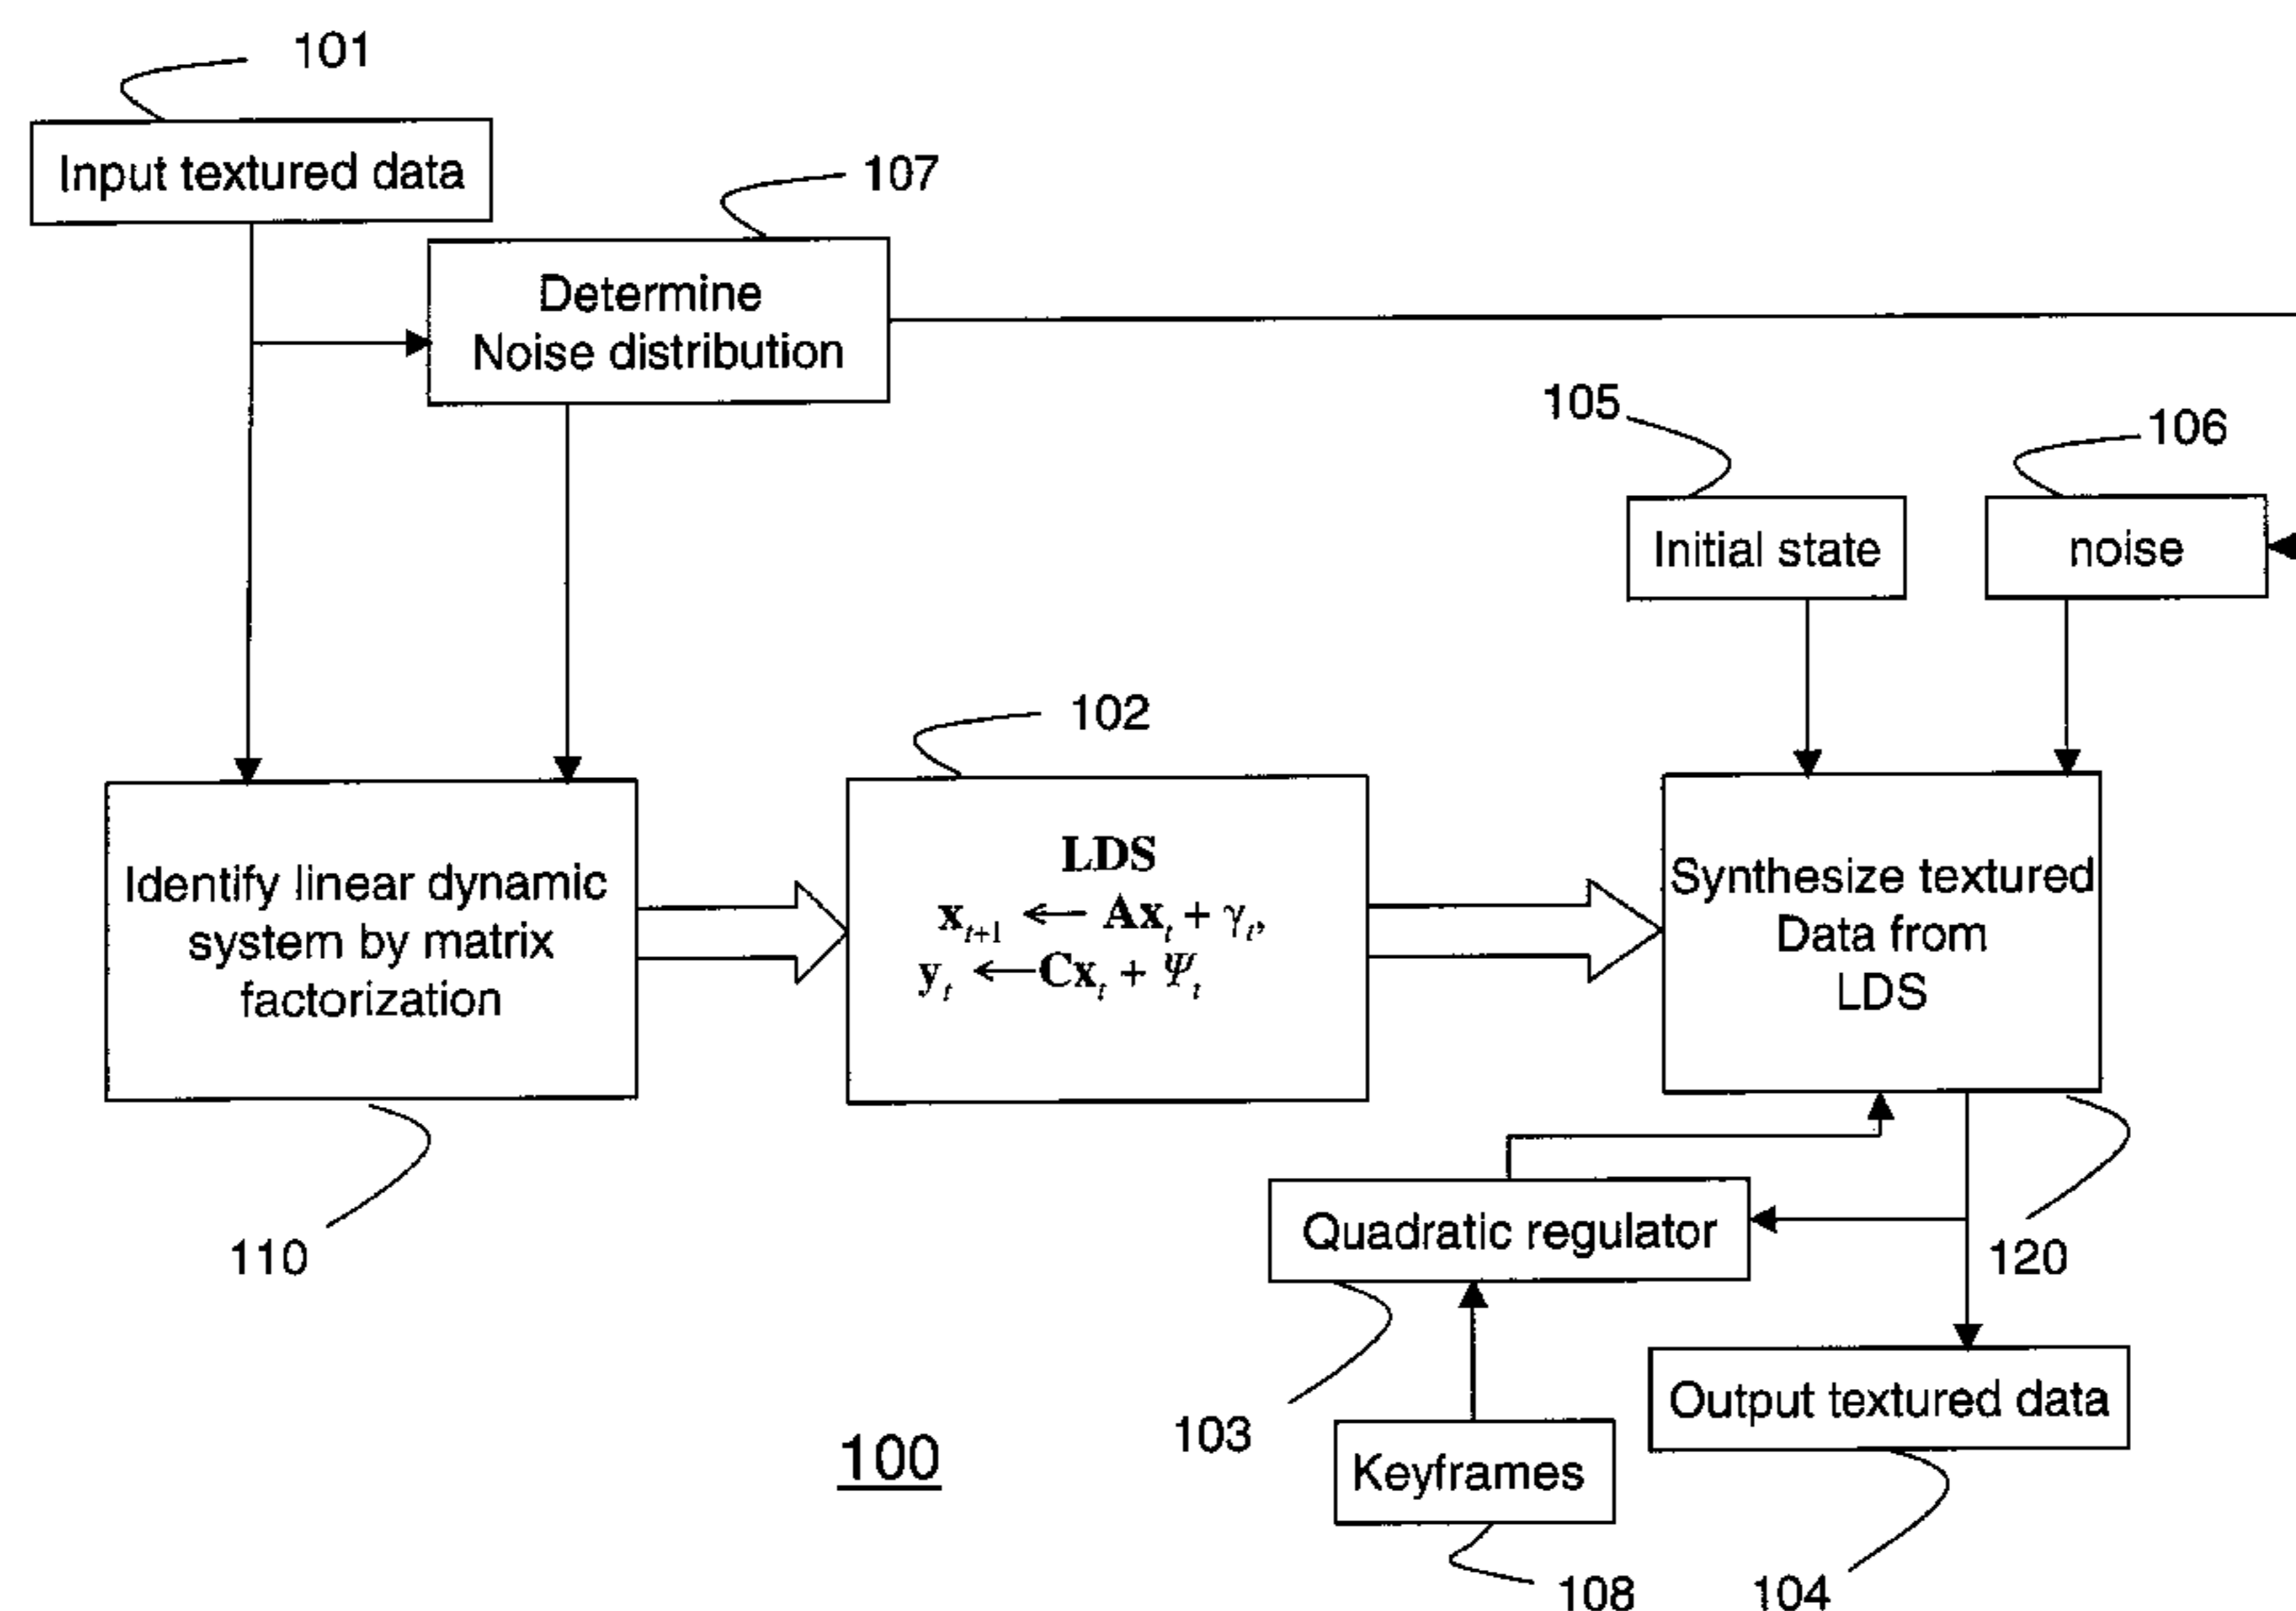 101
Input textured data
107
Determine
Noise distribution
105
106
Initial state
noise
102
Identify linear dynamic
system by matrix
factorization
LDS
x_{t+1} ← Ax_t + γ_t,
y_t ← Cx_t + Ψ_t
Synthesize textured
Data from
LDS
110
Quadratic regulator
120
103
Output textured data
100
Keyframes
108
104